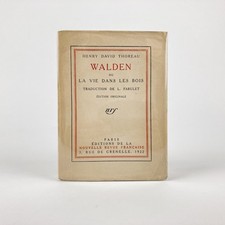 HENRY DAVID THOREAU
WALDEN
OU
LA VIE DANS LES BOIS
TRADUCTION DE L. FABULET
ÉDITION ORIGINALE
nrf
PARIS
ÉDITIONS DE LA
NOUVELLE REVUE FRANÇAISE
3, RUE DE GRENELLE, 1922